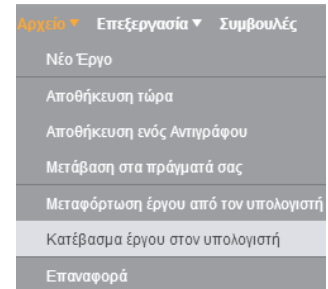 Αρχείο ▼ Επεξεργασία ▼ Συμβουλές
Νέο Έργο
Αποθήκευση τώρα
Αποθήκευση ενός Αντιγράφου
Μετάβαση στα πράγματά σας
Μεταφόρτωση έργου από τον υπολογιστή
Κατέβασμα έργου στον υπολογιστή
Επαναφορά